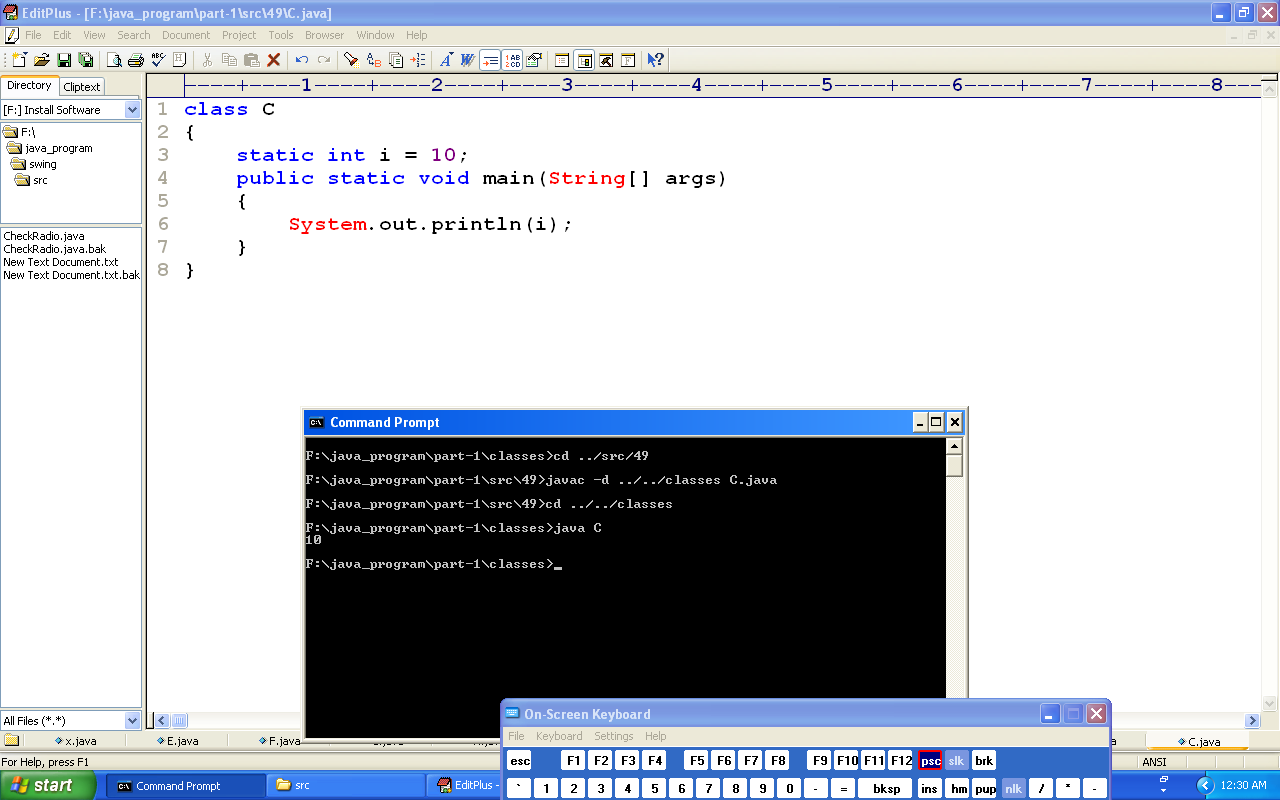 EditPlus - [F:\java_program\part-1\src\49\C.java]
File Edit View Search Document Project Tools Browser Window Help
Directory Cliptext
[F:] Install Software
F:\
java_program
swing
src
CheckRadio.java
CheckRadio.java.bak
New Text Document.txt
New Text Document.txt.bak
All Files (*.*)
----+----1----+----2----+----3----+----4----+----5----+----6----+----7----+----8----
1 class C
2 {
3     static int i = 10;
4     public static void main(String[] args)
5     {
6         System.out.println(i);
7     }
8 }
Command Prompt
F:\java_program\part-1\classes>cd ../src/49
F:\java_program\part-1\src\49>javac -d ../../classes C.java
F:\java_program\part-1\src\49>cd ../../classes
F:\java_program\part-1\classes>java C
10
F:\java_program\part-1\classes>_
On-Screen Keyboard
File Keyboard Settings Help
esc F1 F2 F3 F4 F5 F6 F7 F8 F9 F10 F11 F12 psc slk brk
` 1 2 3 4 5 6 7 8 9 0 - = bksp ins hm pup nlk / * -
x.java E.java F.java C.java
For Help, press F1
ANSI
start Command Prompt src EditPlus - 12:30 AM